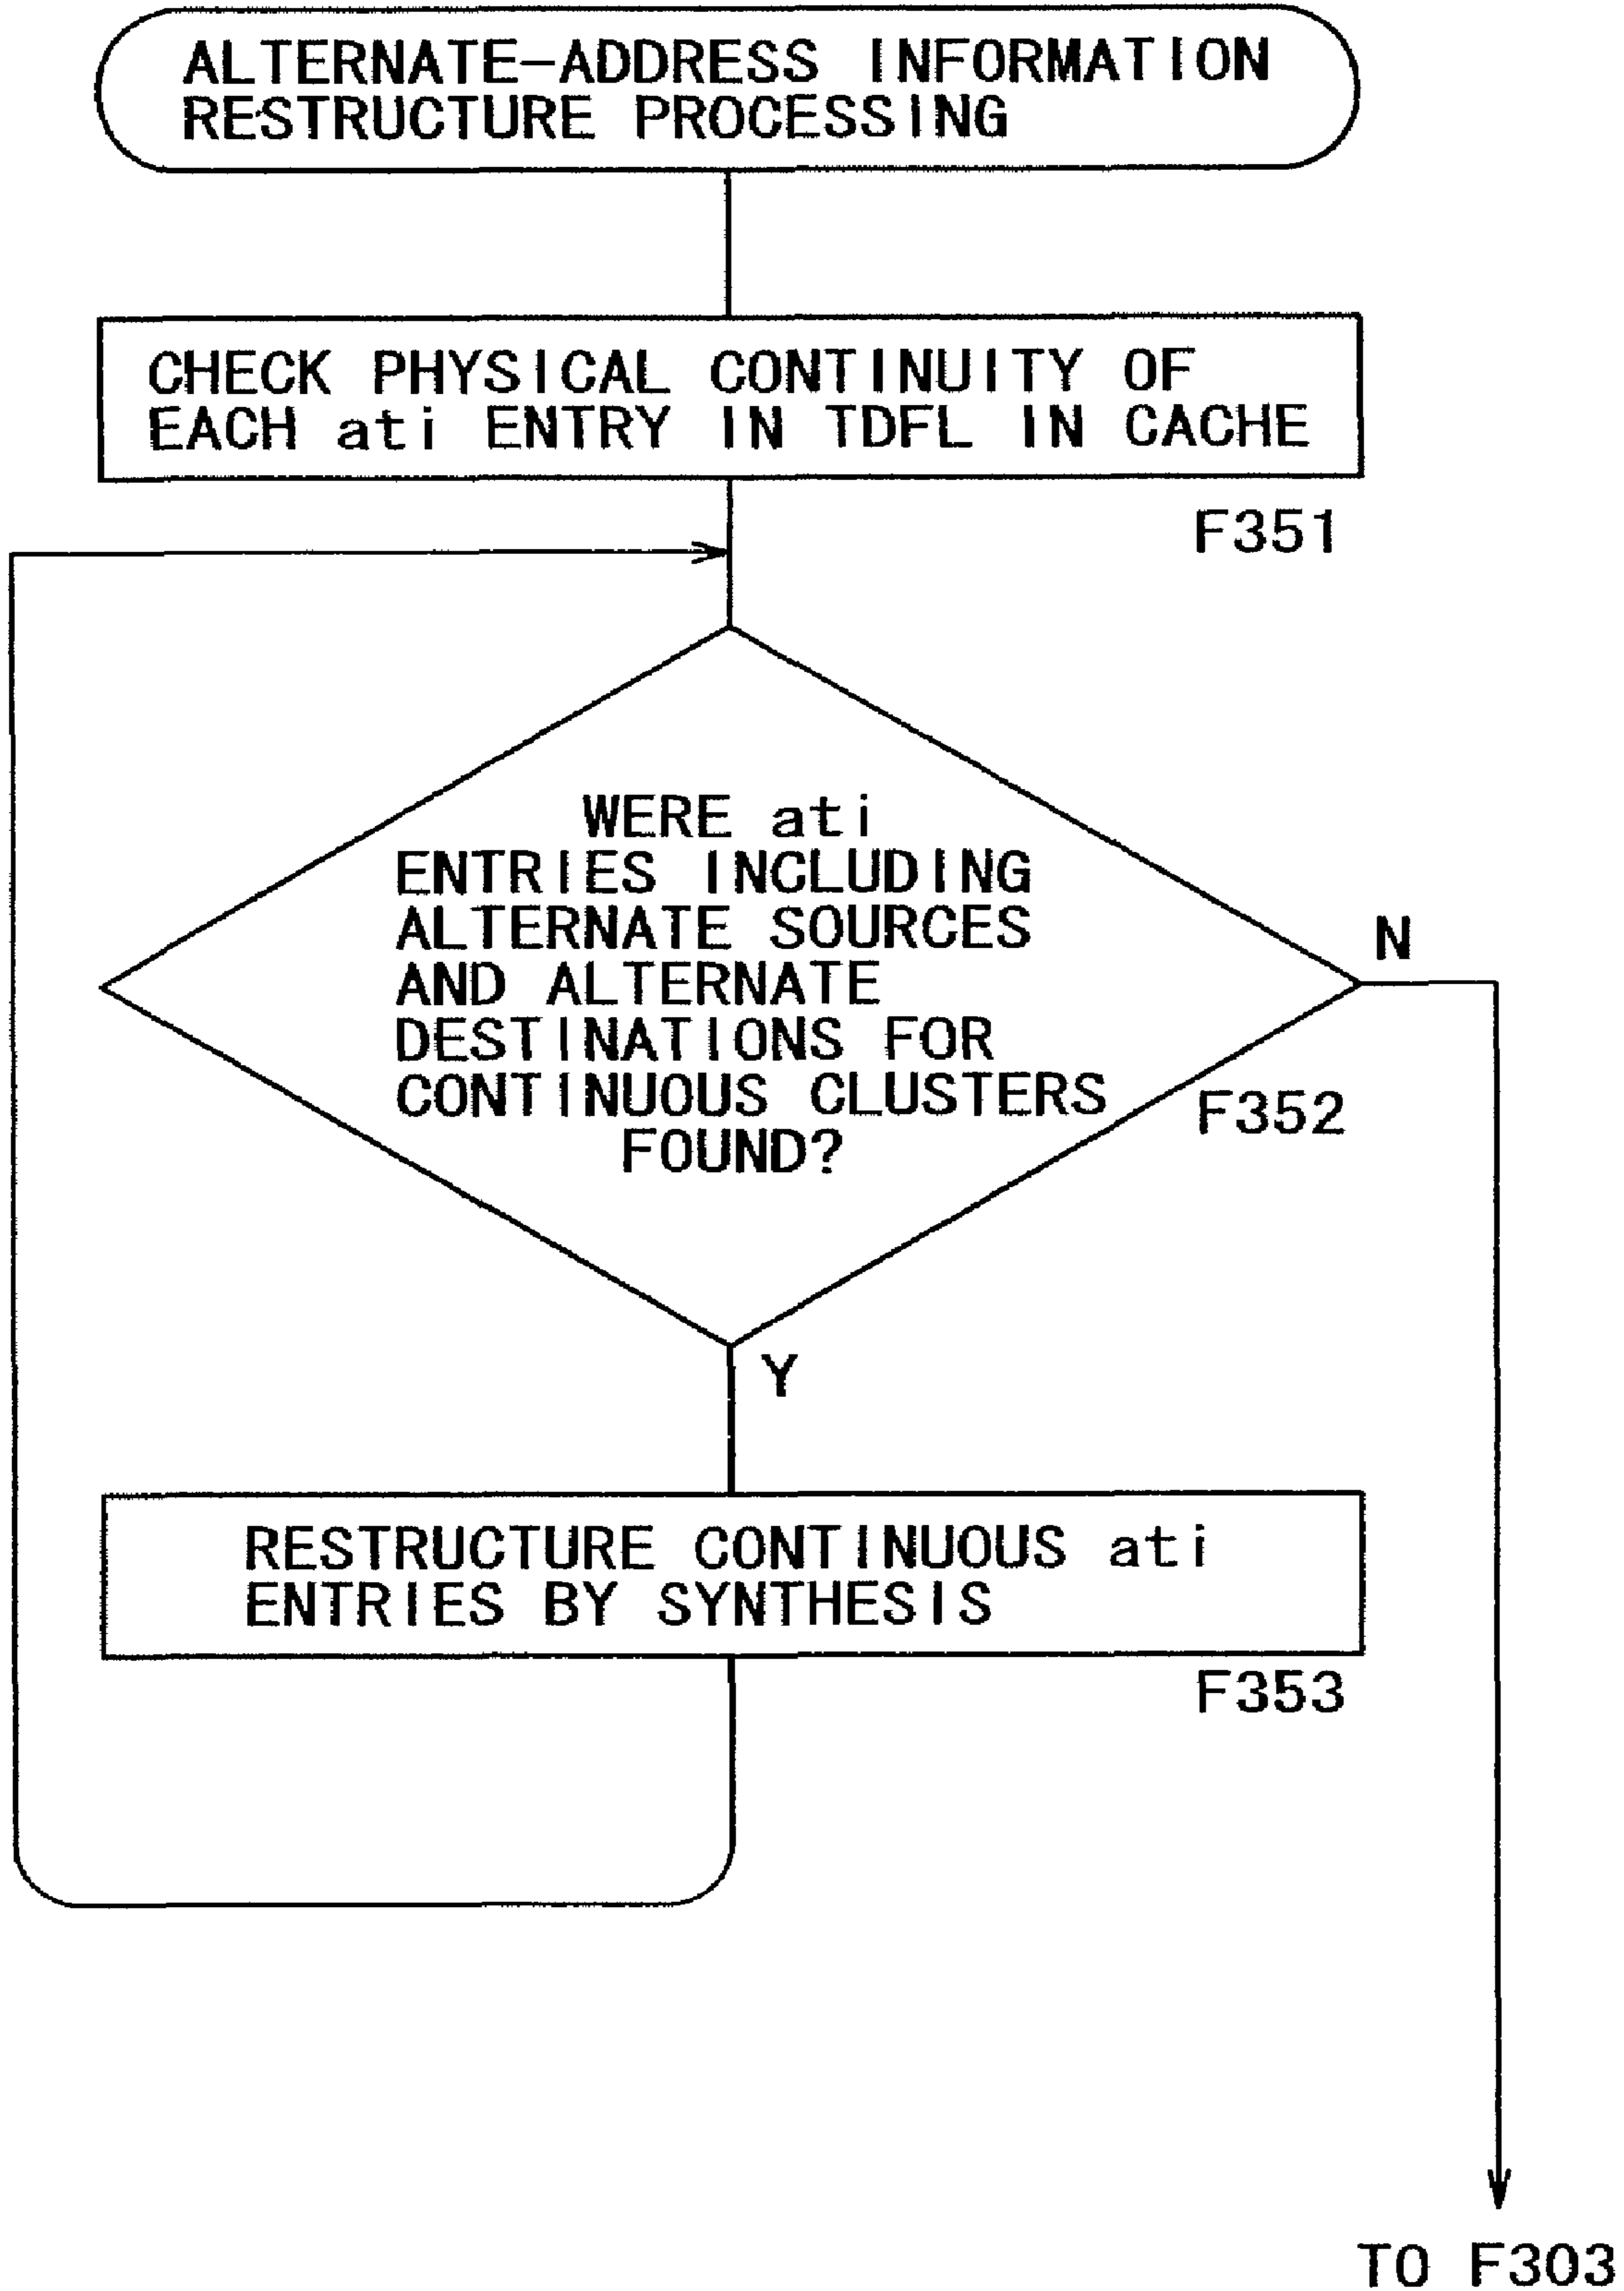 ALTERNATE-ADDRESS INFORMATION
RESTRUCTURE PROCESSING
CHECK PHYSICAL CONTINUITY OF
EACH ati ENTRY IN TDFL IN CACHE
F351
WERE ati
ENTRIES INCLUDING
ALTERNATE SOURCES
AND ALTERNATE
DESTINATIONS FOR
CONTINUOUS CLUSTERS
FOUND?
N
F352
Y
RESTRUCTURE CONTINUOUS ati
ENTRIES BY SYNTHESIS
F353
TO F303